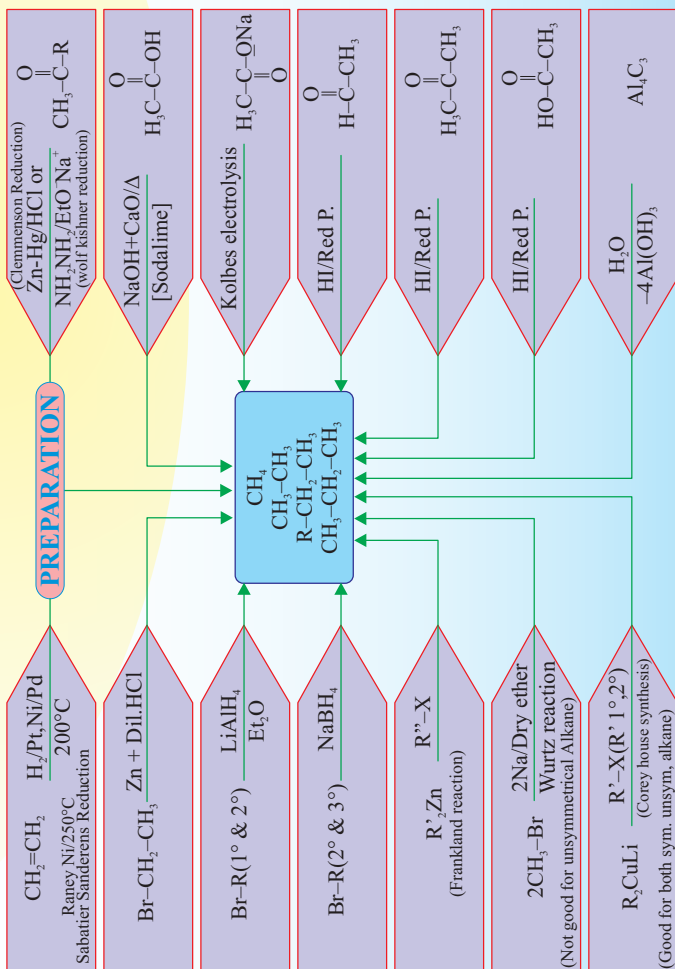 PREPARATION
CH₂=CH₂ H₂/Pt,Ni/Pd
200°C
Raney Ni/250°C
Sabatier Sanderens Reduction
Br–CH₂–CH₃ Zn + Dil.HCl
Br–R(1° & 2°) LiAlH₄
Et₂O
Br–R(2° & 3°) NaBH₄
R'₂Zn R''–X
(Frankland reaction)
2CH₃–Br 2Na/Dry ether
Wurtz reaction
(Not good for unsymmetrical Alkane)
R₂CuLi R'–X(R' 1°,2°)
(Corey house synthesis)
(Good for both sym. unsym, alkane)
CH₄
CH₃–CH₃
R–CH₂–CH₃
CH₃–CH₂–CH₃
(Clemmenson Reduction)
Zn-Hg/HCl or
NH₂NH₂/EtO⁻Na⁺
(wolf kishner reduction)
O
CH₃–C–R
NaOH+CaO/Δ
[Sodalime]
O
H₃C–C–OH
Kolbes electrolysis
H₃C–C–ONa
O
HI/Red P.
O
H–C–CH₃
HI/Red P.
O
H₃C–C–CH₃
HI/Red P.
O
HO–C–CH₃
H₂O
–4Al(OH)₃
Al₄C₃